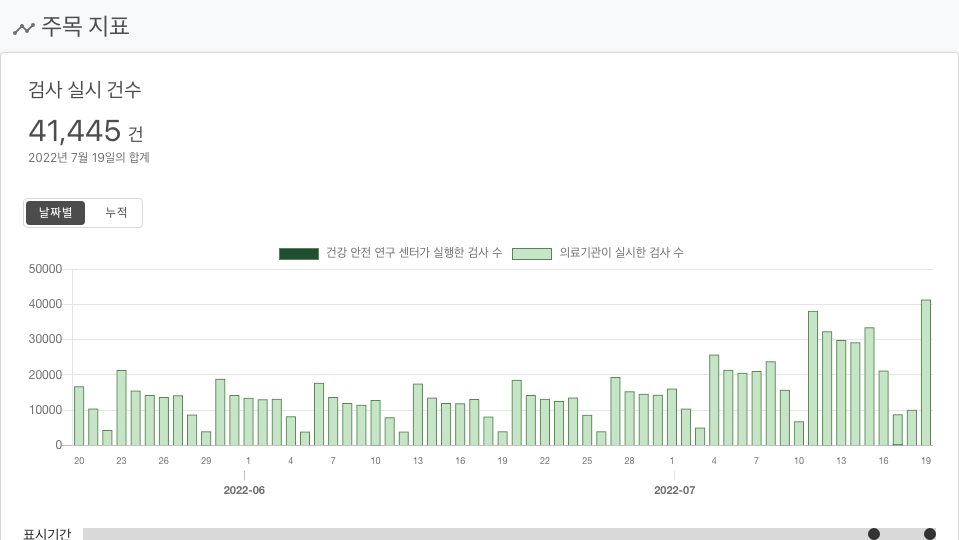 주목 지표
검사 실시 건수
41,445 건
2022년 7월 19일의 합계
날짜별 누적
건강 안전 연구 센터가 실행한 검사 수 의료기관이 실시한 검사 수
50000
40000
30000
20000
10000
0
20 23 26 29 1 4 7 10 13 16 19 22 25 28 1 4 7 10 13 16 19
2022-06 2022-07
표시기간